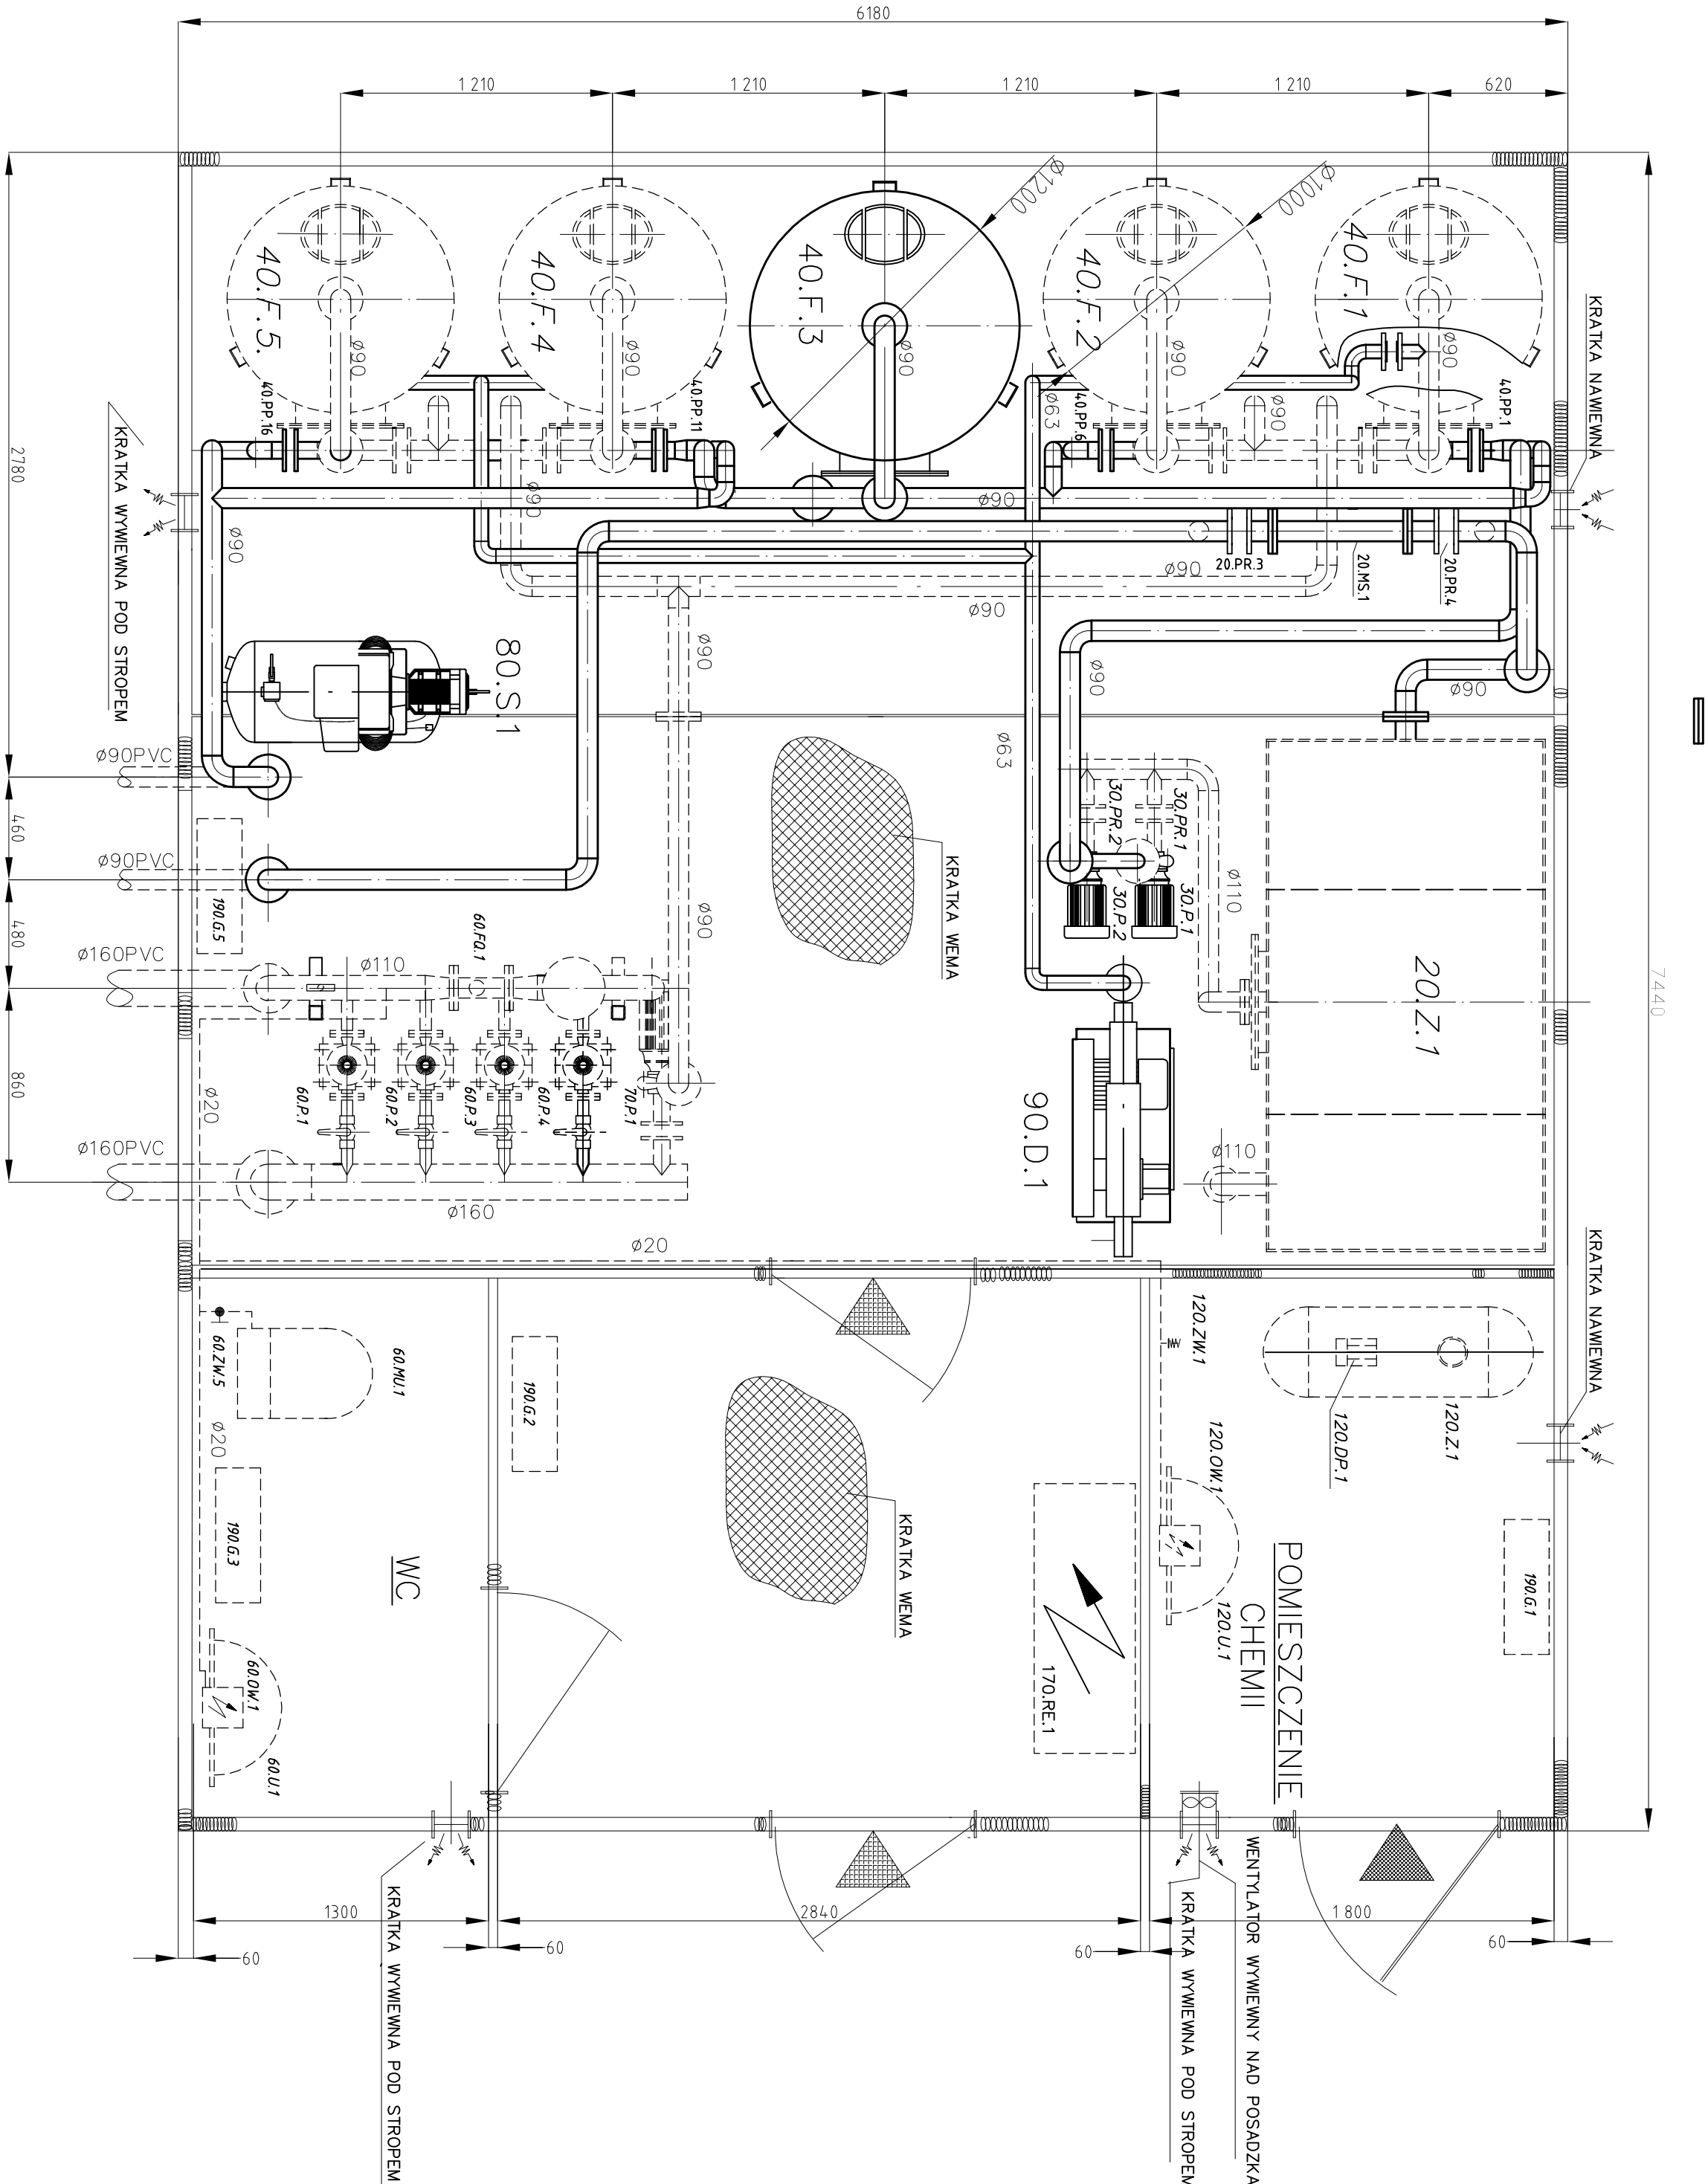 6180
1 210
1 210
1 210
1 210
620
7440
2780
460
480
860
40.F.5.
40.F.4
40.F.3
40.F.2
40.F.1
ø1200
ø1000
ø90
ø90
ø90
ø90
ø90
40.PP.16
40.PP.11
40.PP.6
40.PP.1
ø63
ø90
KRATKA NAWIEWNA
KRATKA WYWIEWNA POD STROPEM
ø90
ø90
ø90
ø90
20.PR.3
20.MS.1
20.PR.4
ø90
ø90
ø90
ø90
80.S.1
ø63
ø90PVC
ø90PVC
190.G.5
KRATKA WEMA
30.PR.2
30.PR.1
30.P.2
30.P.1
ø110
20.Z.1
ø90
60.FQ.1
ø160PVC
ø110
60.P.1
60.P.2
60.P.3
60.P.4
70.P.1
90.D.1
ø20
ø160PVC
ø110
ø160
ø20
KRATKA NAWIEWNA
60.ZW.5
60.MU.1
190.G.2
120.ZW.1
120.DP.1
120.Z.1
ø20
190.G.3
WC
KRATKA WEMA
120.OW.1
120.U.1
POMIESZCZENIE
CHEMII
190.G.1
170.RE.1
60.OW.1
60.U.1
1300
2840
1 800
60
60
60
60
KRATKA WYWIEWNA POD STROPEM
KRATKA WYWIEWNA POD STROPEM
WENTYLATOR WYWIEWNY NAD POSADZKA